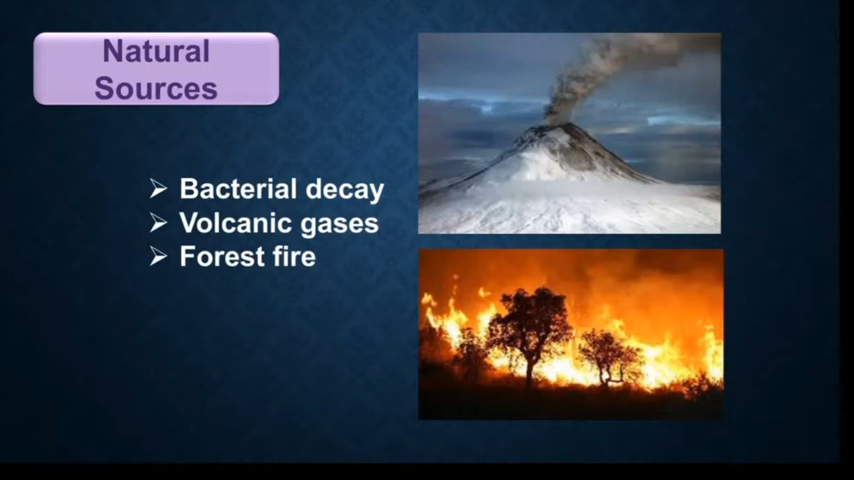 Natural
Sources
Bacterial decay
Volcanic gases
Forest fire